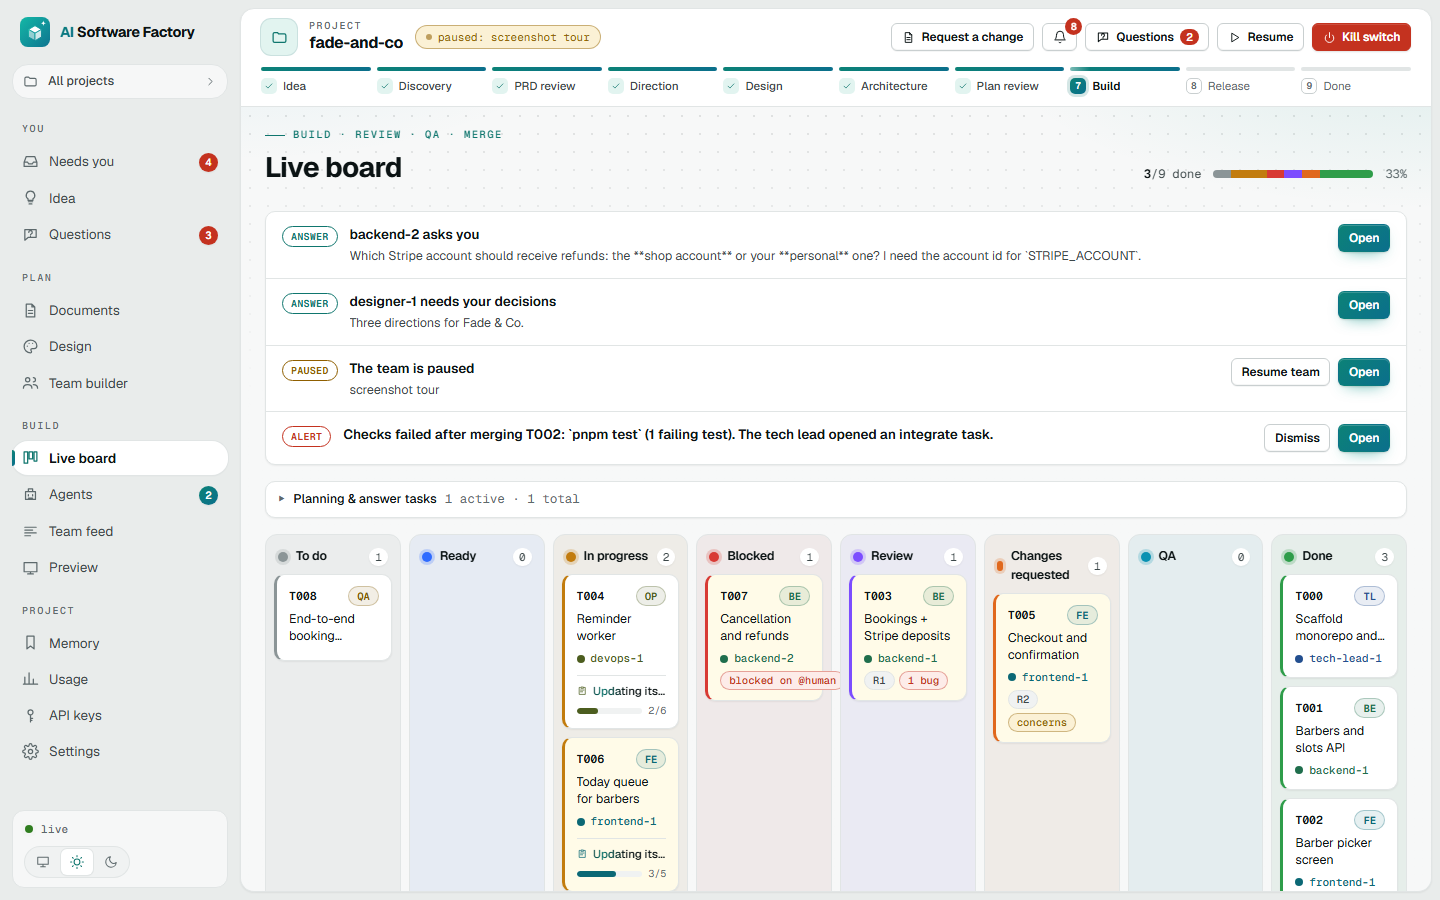 AI Software Factory
All projects
YOU
Needs you 4
Idea
Questions 3
PLAN
Documents
Design
Team builder
BUILD
Live board
Agents 2
Team feed
Preview
PROJECT
Memory
Usage
API keys
Settings
live
PROJECT
fade-and-co
paused: screenshot tour
Request a change
8
Questions 2
Resume
Kill switch
Idea
Discovery
PRD review
Direction
Design
Architecture
Plan review
7 Build
8 Release
9 Done
BUILD · REVIEW · QA · MERGE
Live board
3/9 done
33%
ANSWER backend-2 asks you
Which Stripe account should receive refunds: the **shop account** or your **personal** one? I need the account id for `STRIPE_ACCOUNT`.
Open
ANSWER designer-1 needs your decisions
Three directions for Fade & Co.
Open
PAUSED The team is paused
screenshot tour
Resume team
Open
ALERT Checks failed after merging T002: `pnpm test` (1 failing test). The tech lead opened an integrate task.
Dismiss
Open
Planning & answer tasks 1 active · 1 total
To do 1
T008 QA
End-to-end
booking…
Ready 0
In progress 2
T004 OP
Reminder
worker
devops-1
Updating its…
2/6
T006 FE
Today queue
for barbers
frontend-1
Updating its…
3/5
Blocked 1
T007 BE
Cancellation
and refunds
backend-2
blocked on @human
Review 1
T003 BE
Bookings +
Stripe deposits
backend-1
R1 1 bug
Changes
requested 1
T005 FE
Checkout and
confirmation
frontend-1
R2
concerns
QA 0
Done 3
T000 TL
Scaffold
monorepo and…
tech-lead-1
T001 BE
Barbers and
slots API
backend-1
T002 FE
Barber picker
screen
frontend-1